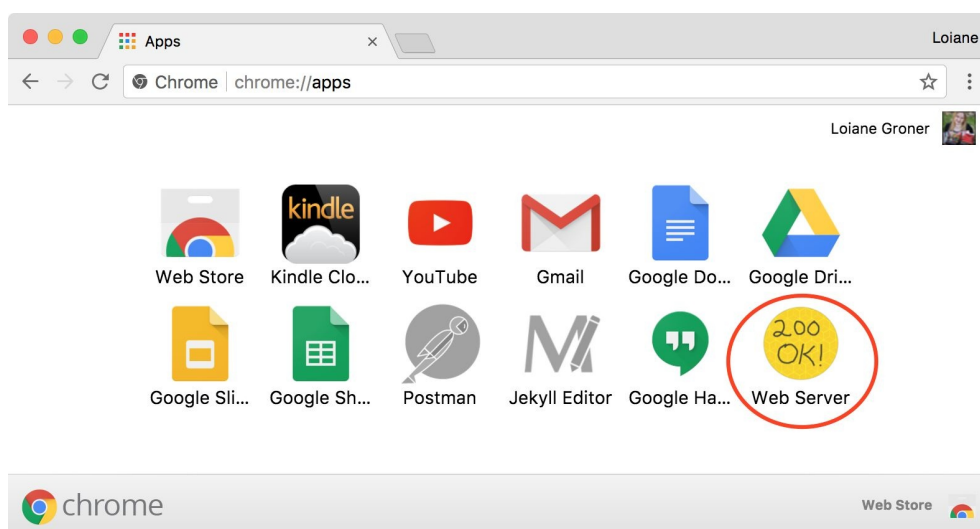 Apps
Loiane
Chrome chrome://apps
Loiane Groner
kindle
Web Store Kindle Clo... YouTube Gmail Google Do... Google Dri...
200
OK!
Google Sli... Google Sh... Postman Jekyll Editor Google Ha... Web Server
chrome
Web Store